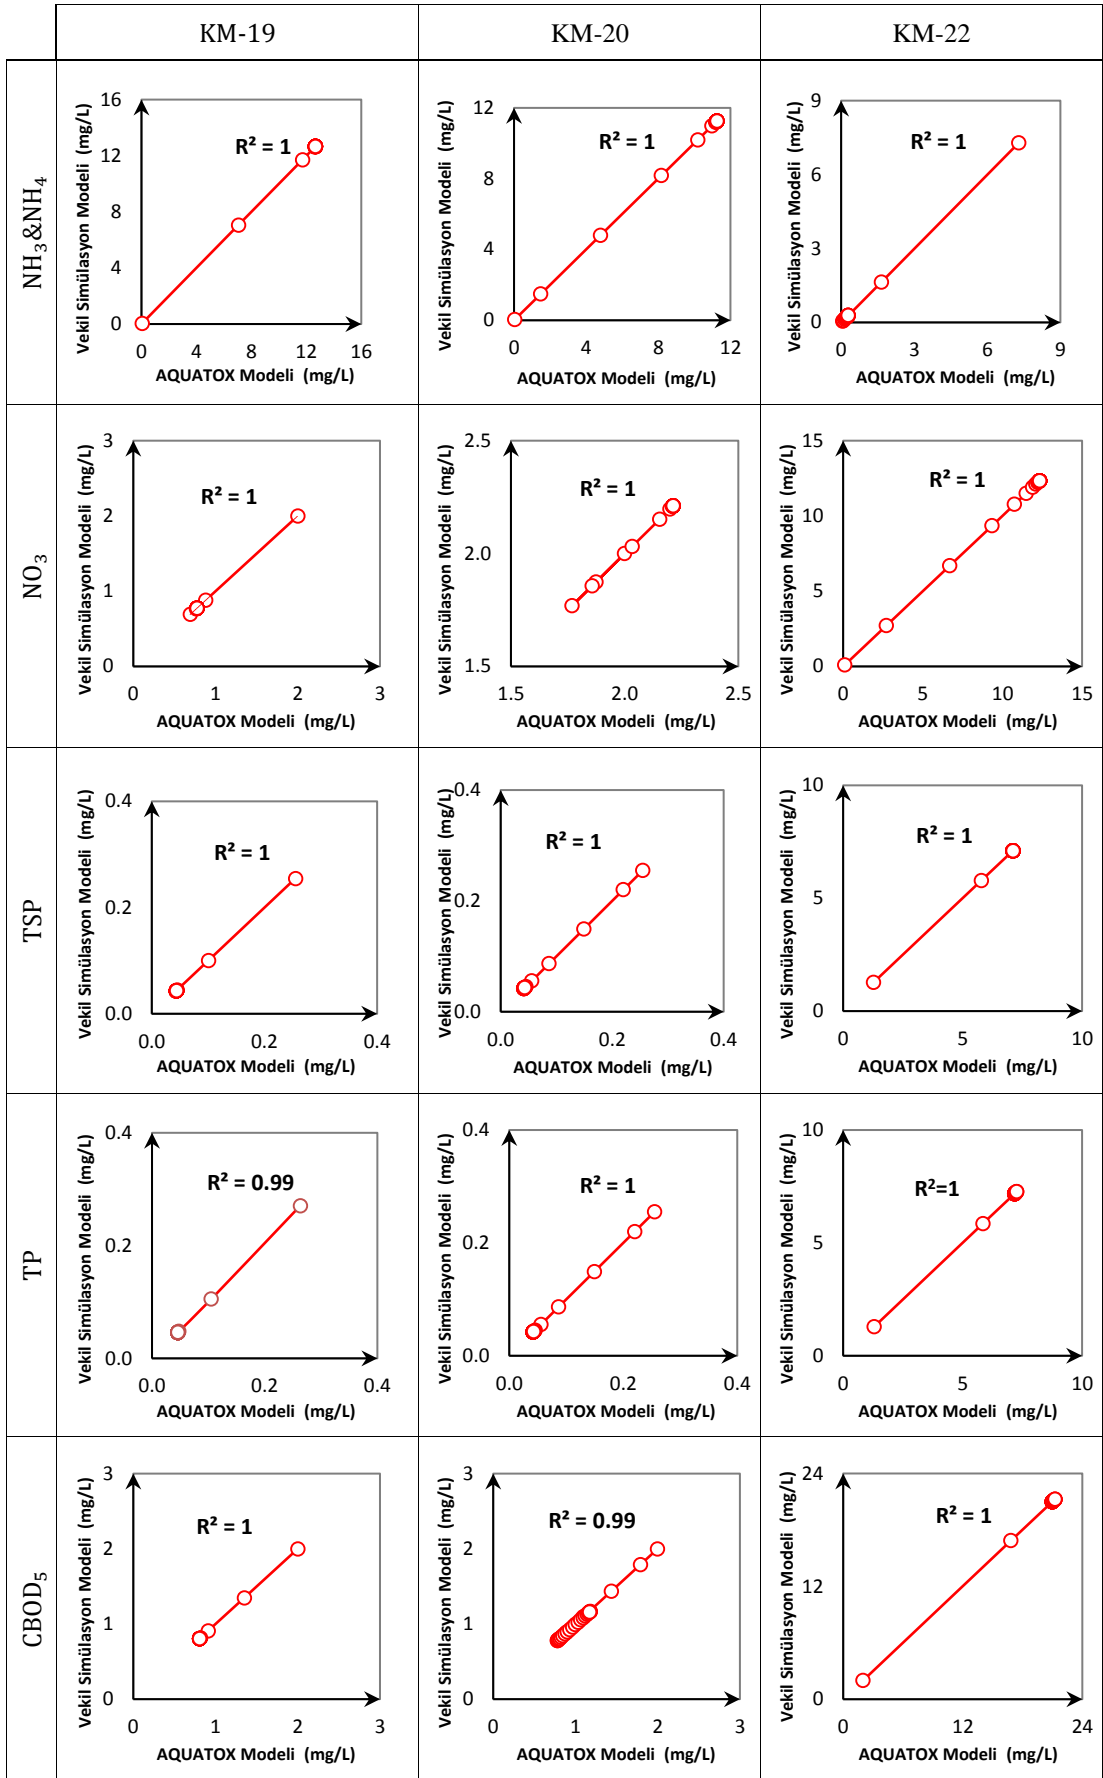 KM-19 KM-20 KM-22
NH₃&NH₄
Vekil Simülasyon Modeli (mg/L)
16
12
8
4
0
R² = 1
0 4 8 12 16
AQUATOX Modeli (mg/L)
Vekil Simülasyon Modeli (mg/L)
12
8
4
0
R² = 1
0 4 8 12
AQUATOX Modeli (mg/L)
Vekil Simülasyon Modeli (mg/L)
9
6
3
0
R² = 1
0 3 6 9
AQUATOX Modeli (mg/L)
NO₃
Vekil Simülasyon Modeli (mg/L)
3
2
1
0
R² = 1
0 1 2 3
AQUATOX Modeli (mg/L)
Vekil Simülasyon Modeli (mg/L)
2.5
2.0
1.5
R² = 1
1.5 2.0 2.5
AQUATOX Modeli (mg/L)
Vekil Simülasyon Modeli (mg/L)
15
10
5
0
R² = 1
0 5 10 15
AQUATOX Modeli (mg/L)
TSP
Vekil Simülasyon Modeli (mg/L)
0.4
0.2
0.0
R² = 1
0.0 0.2 0.4
AQUATOX Modeli (mg/L)
Vekil Simülasyon Modeli (mg/L)
0.4
0.2
0.0
R² = 1
0.0 0.2 0.4
AQUATOX Modeli (mg/L)
Vekil Simülasyon Modeli (mg/L)
10
5
0
R² = 1
0 5 10
AQUATOX Modeli (mg/L)
TP
Vekil Simülasyon Modeli (mg/L)
0.4
0.2
0.0
R² = 0.99
0.0 0.2 0.4
AQUATOX Modeli (mg/L)
Vekil Simülasyon Modeli (mg/L)
0.4
0.2
0.0
R² = 1
0.0 0.2 0.4
AQUATOX Modeli (mg/L)
Vekil Simülasyon Modeli (mg/L)
10
5
0
R²=1
0 5 10
AQUATOX Modeli (mg/L)
CBOD₅
Vekil Simülasyon Modeli (mg/L)
3
2
1
0
R² = 1
0 1 2 3
AQUATOX Modeli (mg/L)
Vekil Simülasyon Modeli (mg/L)
3
2
1
0
R² = 0.99
0 1 2 3
AQUATOX Modeli (mg/L)
Vekil Simülasyon Modeli (mg/L)
24
12
0
R² = 1
0 12 24
AQUATOX Modeli (mg/L)